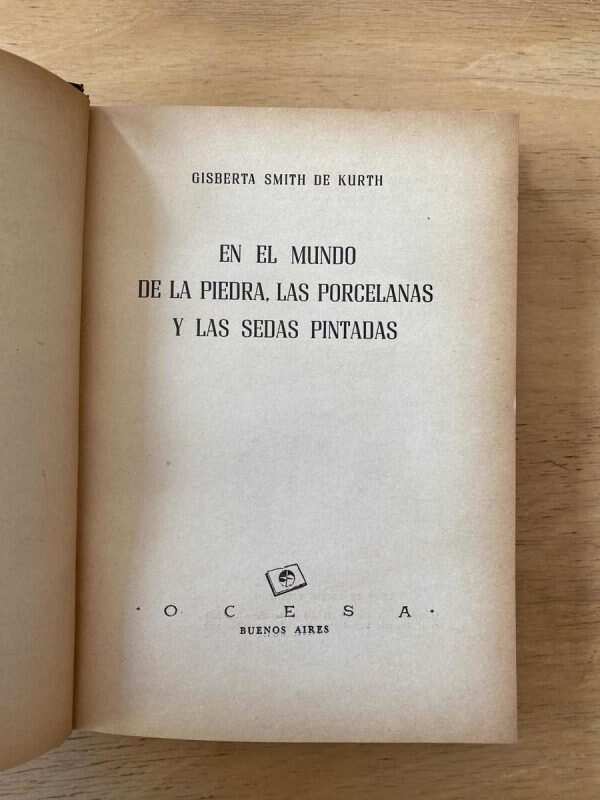 GISBERTA SMITH DE KURTH
EN EL MUNDO
DE LA PIEDRA, LAS PORCELANAS
Y LAS SEDAS PINTADAS
· O C E S A ·
BUENOS AIRES